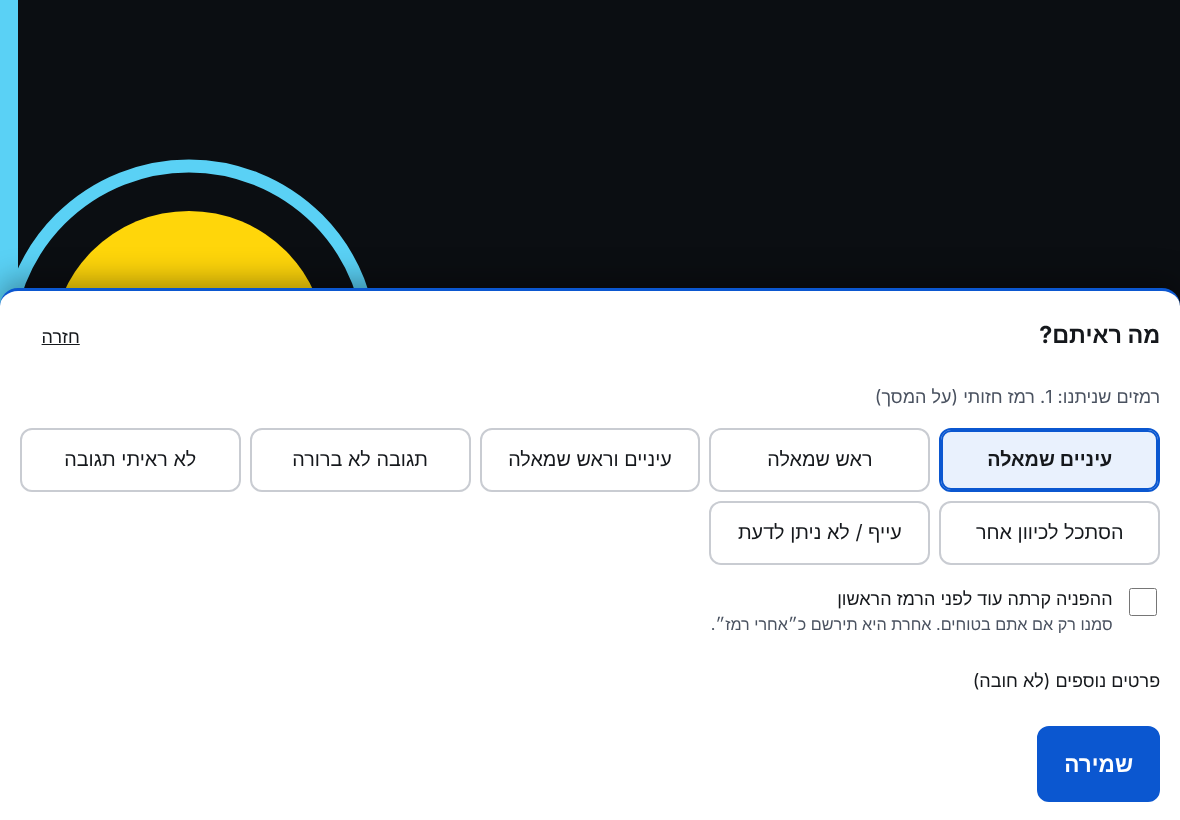 מה ראיתם?
חזרה
רמזים שניתנו: 1. רמז חזותי (על המסך)
עיניים שמאלה
ראש שמאלה
עיניים וראש שמאלה
תגובה לא ברורה
לא ראיתי תגובה
הסתכל לכיוון אחר
עייף / לא ניתן לדעת
ההפניה קרתה עוד לפני הרמז הראשון
סמנו רק אם אתם בטוחים. אחרת היא תירשם כ״אחרי רמז״.
פרטים נוספים (לא חובה)
שמירה